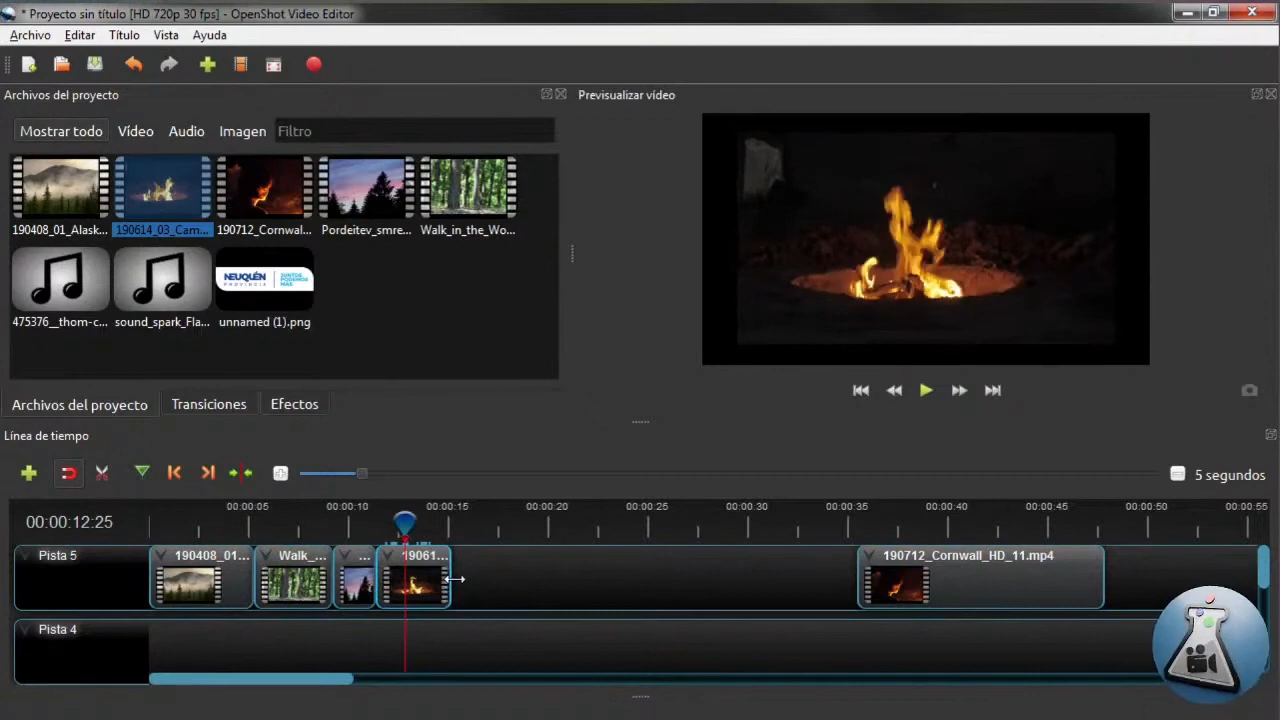 * Proyecto sin título [HD 720p 30 fps] - OpenShot Video Editor
Archivo Editar Título Vista Ayuda
Archivos del proyecto
Previsualizar vídeo
Mostrar todo Vídeo Audio Imagen Filtro
190408_01_Alask... 190614_03_Cam... 190712_Cornwal... Pordeitev_smre... Walk_in_the_Wo...
NEUQUÉN PROVINCIA JUNTOS PODEMOS MÁS
475376__thom-c... sound_spark_Fla... unnamed (1).png
Archivos del proyecto Transiciones Efectos
Línea de tiempo
5 segundos
00:00:05 00:00:10 00:00:15 00:00:20 00:00:25 00:00:30 00:00:35 00:00:40 00:00:45 00:00:50 00:00:55
00:00:12:25
Pista 5 190408_01... Walk_... ... 19061... 190712_Cornwall_HD_11.mp4
Pista 4